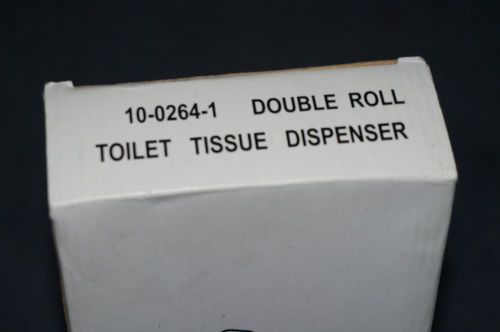 10-0264-1 DOUBLE ROLL
TOILET TISSUE DISPENSER